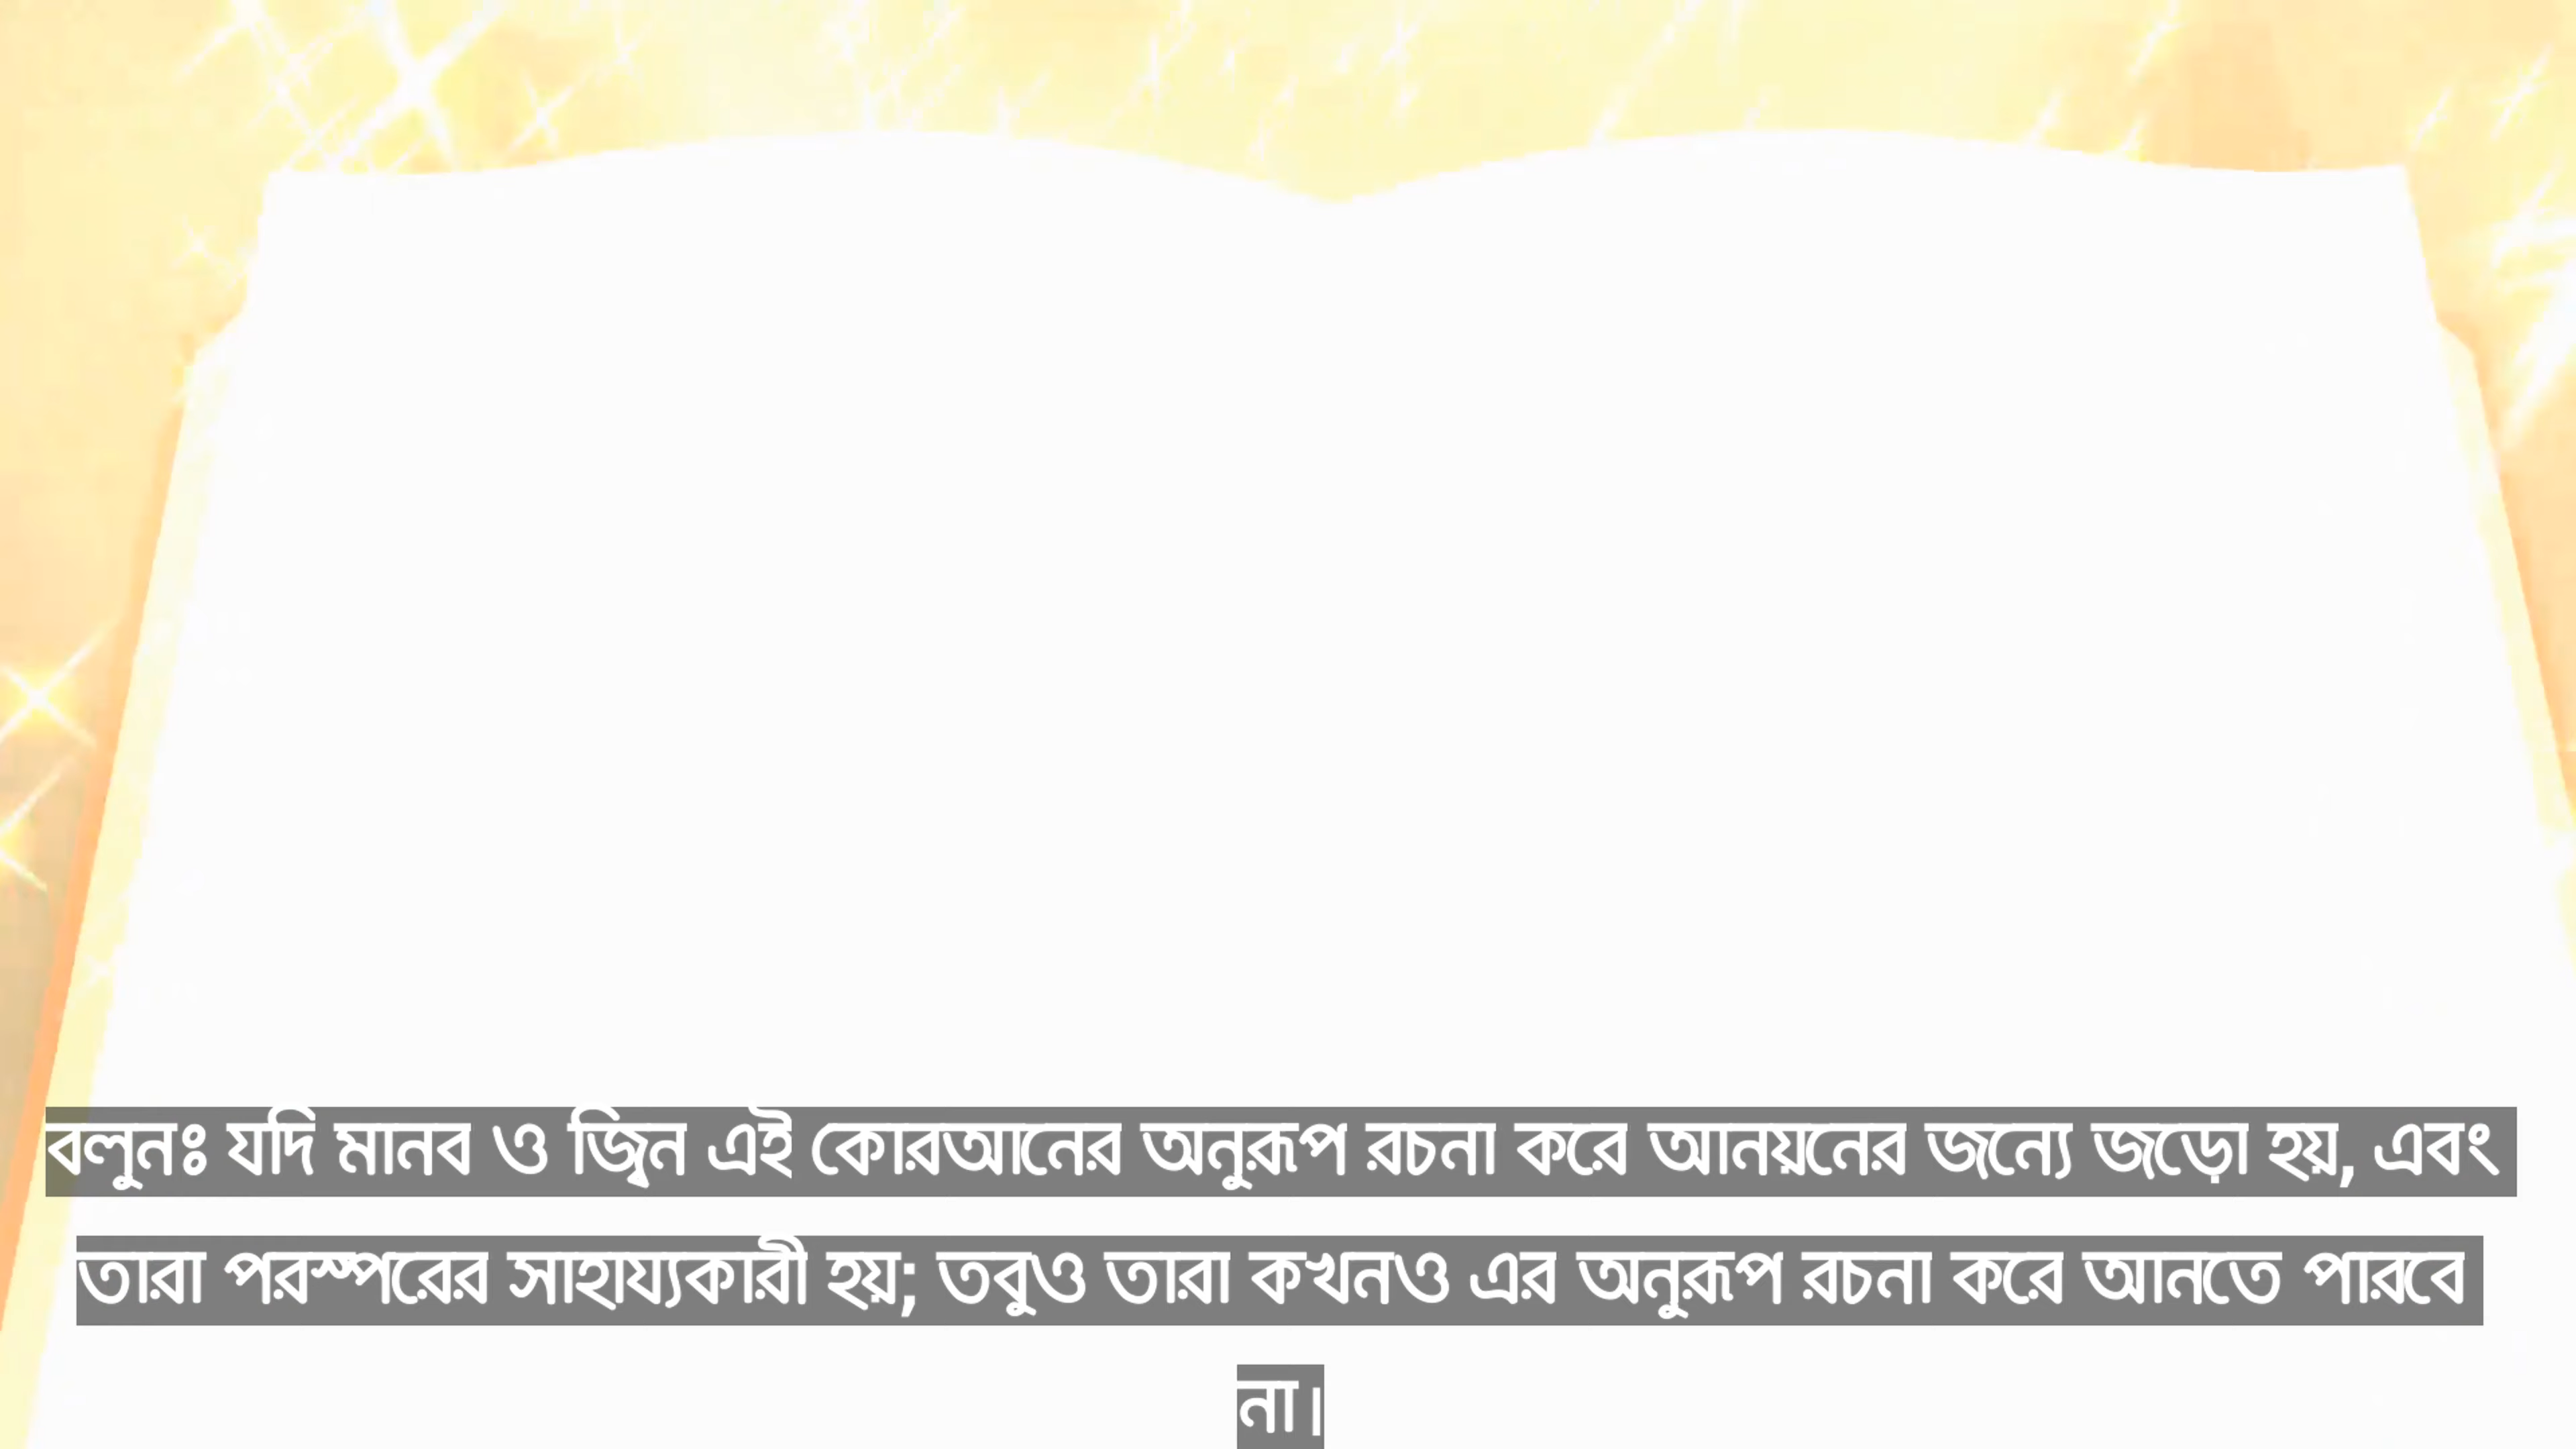 বলুনঃ যদি মানব ও জ্বিন এই কোরআনের অনুরূপ রচনা করে আনয়নের জন্যে জড়ো হয়, এবং
তারা পরস্পরের সাহায্যকারী হয়; তবুও তারা কখনও এর অনুরূপ রচনা করে আনতে পারবে
না।